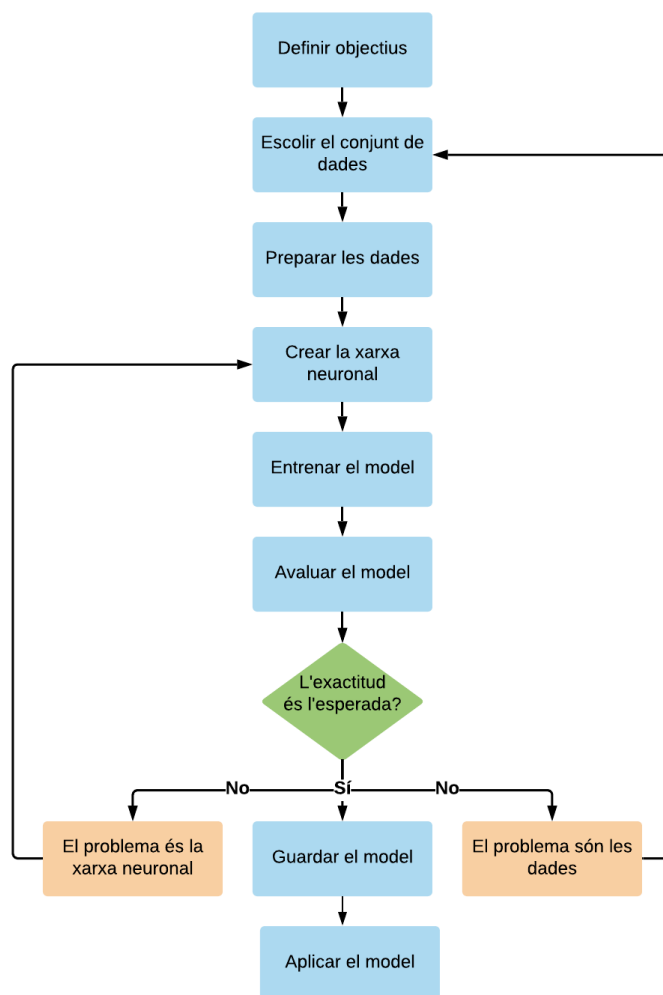 Definir objectius
Escolir el conjunt de
dades
Preparar les dades
Crear la xarxa
neuronal
Entrenar el model
Avaluar el model
L'exactitud
és l'esperada?
No
Sí
No
El problema és la
xarxa neuronal
Guardar el model
El problema són les
dades
Aplicar el model